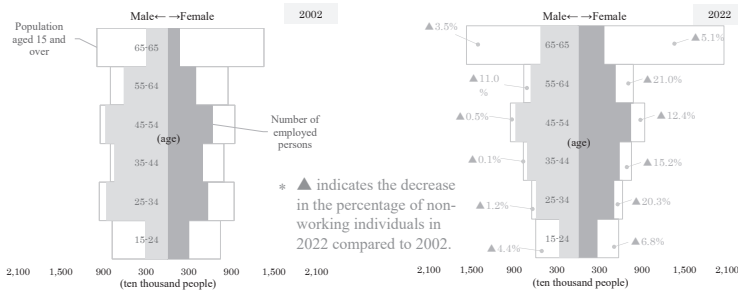 Male← →Female
2002
Population
aged 15 and
over
65-65
55-64
45-54
(age)
35-44
25-34
15-24
Number of
employed
persons
2,100 1,500 900 300 300 900 1,500 2,100
(ten thousand people)
* ▲ indicates the decrease
in the percentage of non-
working individuals in
2022 compared to 2002.
Male← →Female
2022
▲3.5%
65-65
▲5.1%
▲11.0
%
55-64
▲21.0%
▲0.5%
45-54
▲12.4%
(age)
▲0.1%
35-44
▲15.2%
▲1.2%
25-34
▲20.3%
▲4.4%
15-24
▲6.8%
2,100 1,500 900 300 300 900 1,500 2,100
(ten thousand people)